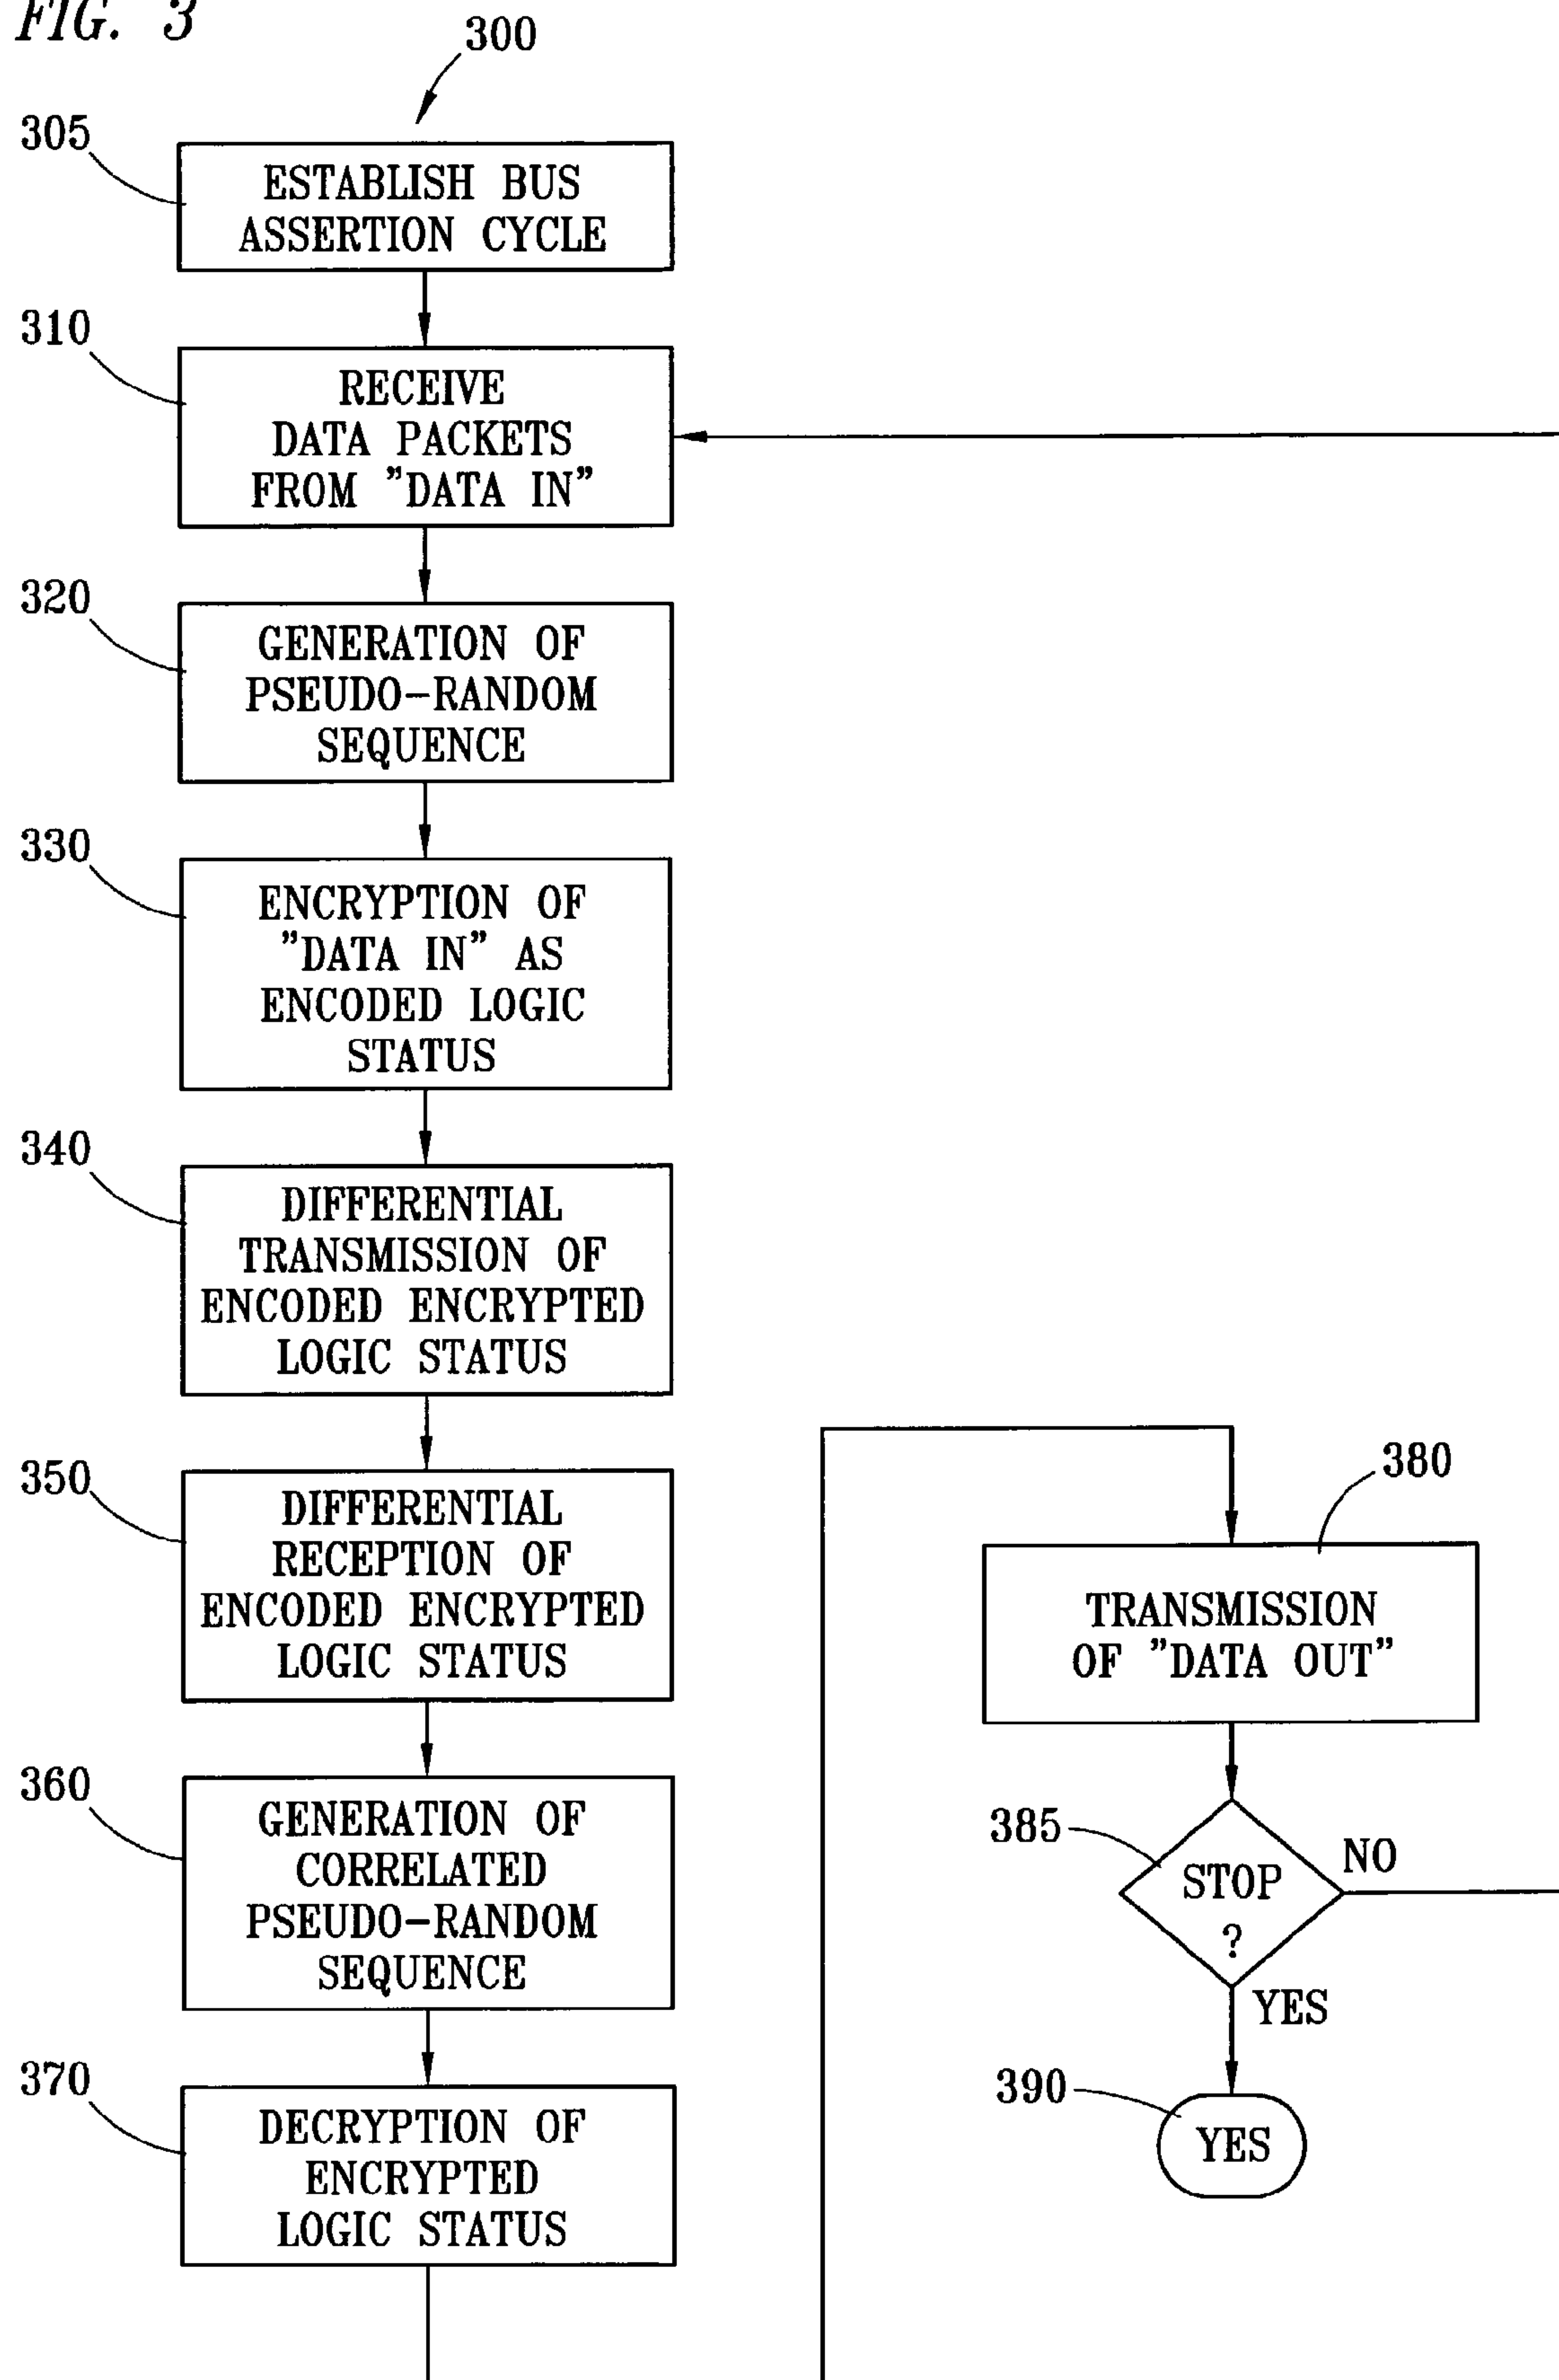 FIG. 3
300
305
ESTABLISH BUS
ASSERTION CYCLE
310
RECEIVE
DATA PACKETS
FROM "DATA IN"
320
GENERATION OF
PSEUDO-RANDOM
SEQUENCE
330
ENCRYPTION OF
"DATA IN" AS
ENCODED LOGIC
STATUS
340
DIFFERENTIAL
TRANSMISSION OF
ENCODED ENCRYPTED
LOGIC STATUS
350
DIFFERENTIAL
RECEPTION OF
ENCODED ENCRYPTED
LOGIC STATUS
360
GENERATION OF
CORRELATED
PSEUDO-RANDOM
SEQUENCE
370
DECRYPTION OF
ENCRYPTED
LOGIC STATUS
380
TRANSMISSION
OF "DATA OUT"
385
STOP
?
NO
YES
390
YES